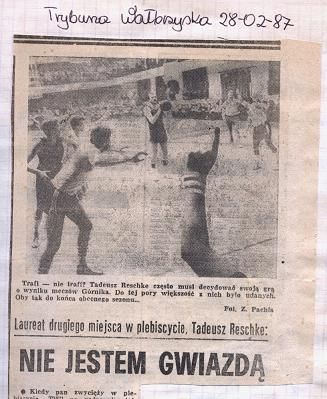 Trybuna Wałbrzyska 28-02-87
Trafi — nie trafi? Tadeusz Reschke często musi decydować swoją grą
o wyniku meczów Górnika. Do tej pory większość z nich było udanych.
Oby tak do końca obecnego sezonu...
Fot. Z. Pachla
Laureat drugiego miejsca w plebiscycie, Tadeusz Reschke:
NIE JESTEM GWIAZDĄ
● Kiedy pan zwycięży w ple-